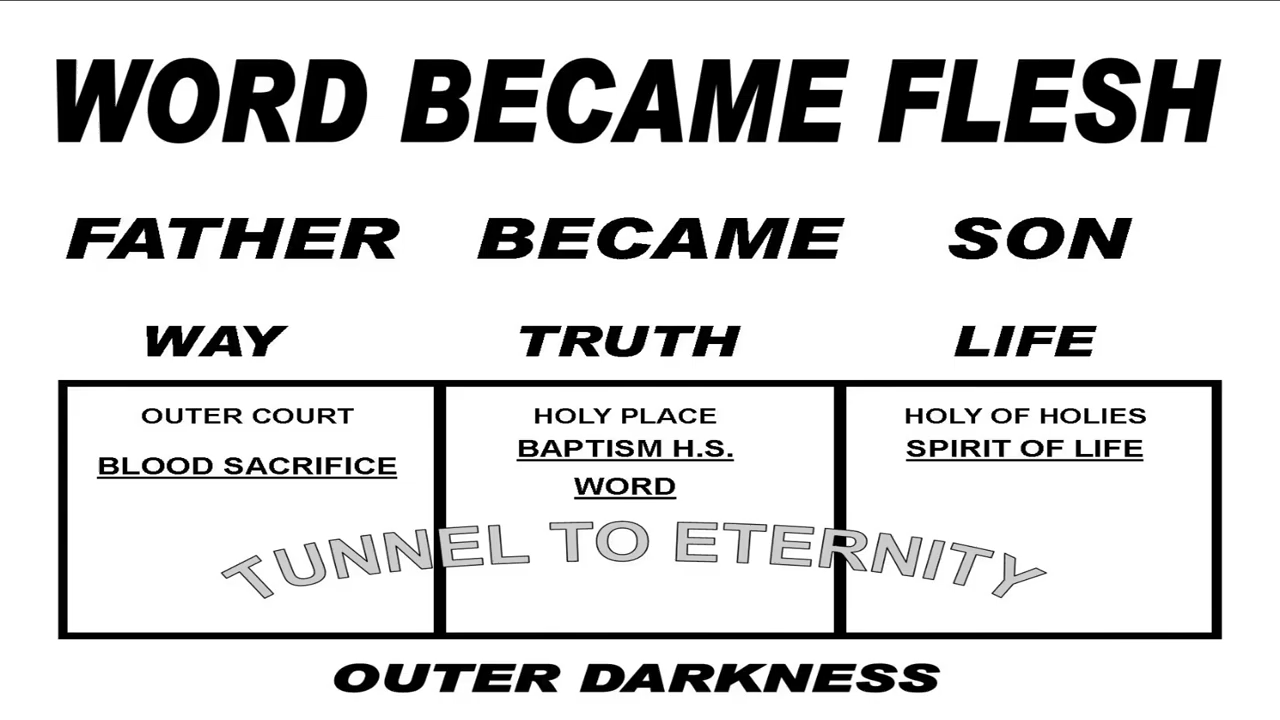 WORD BECAME FLESH
FATHER BECAME SON
WAY TRUTH LIFE
OUTER COURT
BLOOD SACRIFICE
HOLY PLACE
BAPTISM H.S.
WORD
HOLY OF HOLIES
SPIRIT OF LIFE
TUNNEL TO ETERNITY
OUTER DARKNESS